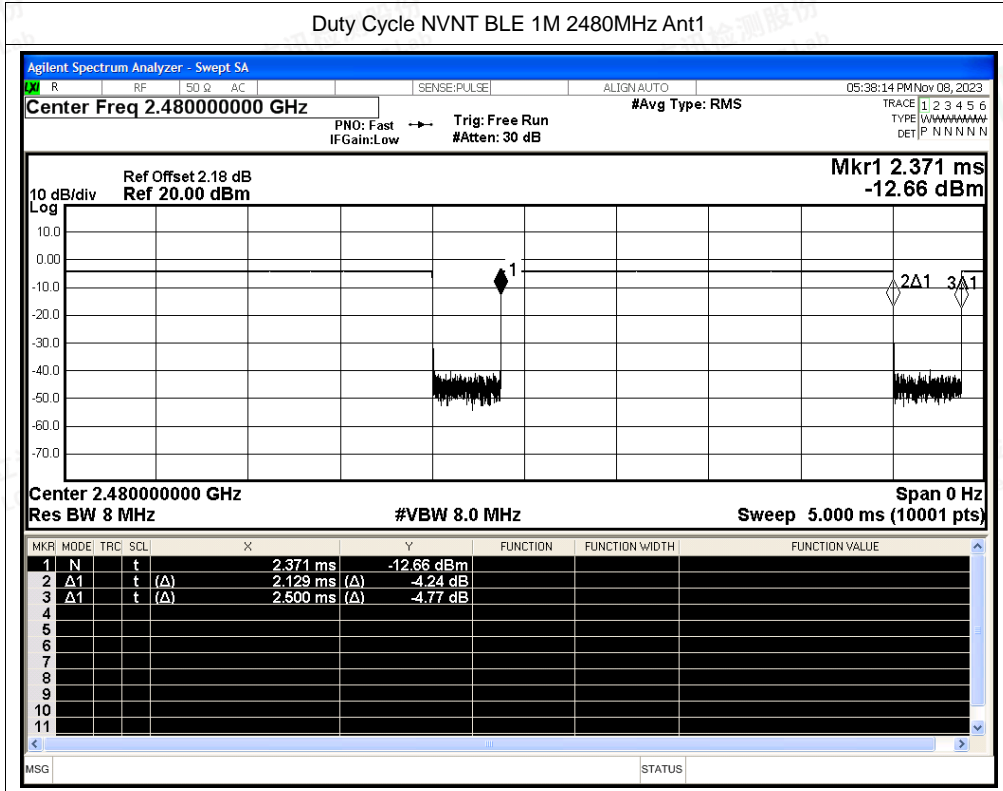 Duty Cycle NVNT BLE 1M 2480MHz Ant1
Agilent Spectrum Analyzer - Swept SA
LXI R RF 50 Ω AC SENSE:PULSE ALIGN AUTO 05:38:14 PM Nov 08, 2023
Center Freq 2.480000000 GHz #Avg Type: RMS TRACE 1 2 3 4 5 6
PNO: Fast Trig: Free Run TYPE W
IFGain:Low #Atten: 30 dB DET P N N N N N
Mkr1 2.371 ms
Ref Offset 2.18 dB
10 dB/div Ref 20.00 dBm -12.66 dBm
Log
10.0
0.00
1
-10.0
2Δ1 3Δ1
-20.0
-30.0
-40.0
-50.0
-60.0
-70.0
Center 2.480000000 GHz Span 0 Hz
Res BW 8 MHz #VBW 8.0 MHz Sweep 5.000 ms (10001 pts)
MKR MODE TRC SCL X Y FUNCTION FUNCTION WIDTH FUNCTION VALUE
1 N t 2.371 ms -12.66 dBm
2 Δ1 t (Δ) 2.129 ms (Δ) -4.24 dB
3 Δ1 t (Δ) 2.500 ms (Δ) -4.77 dB
4
5
6
7
8
9
10
11
MSG STATUS